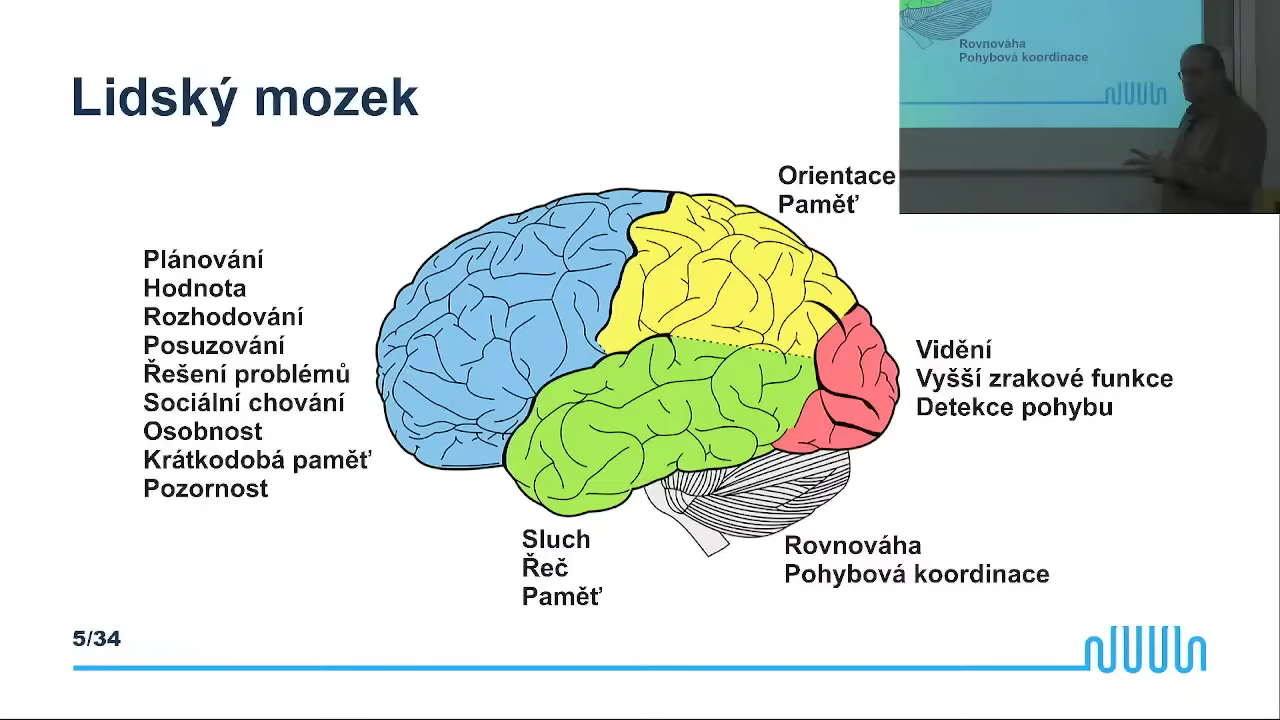 Lidský mozek
Orientace
Paměť
Plánování
Hodnota
Rozhodování
Posuzování
Řešení problémů
Sociální chování
Osobnost
Krátkodobá paměť
Pozornost
Vidění
Vyšší zrakové funkce
Detekce pohybu
Sluch
Řeč
Paměť
Rovnováha
Pohybová koordinace
5/34
Rovnováha
Pohybová koordinace